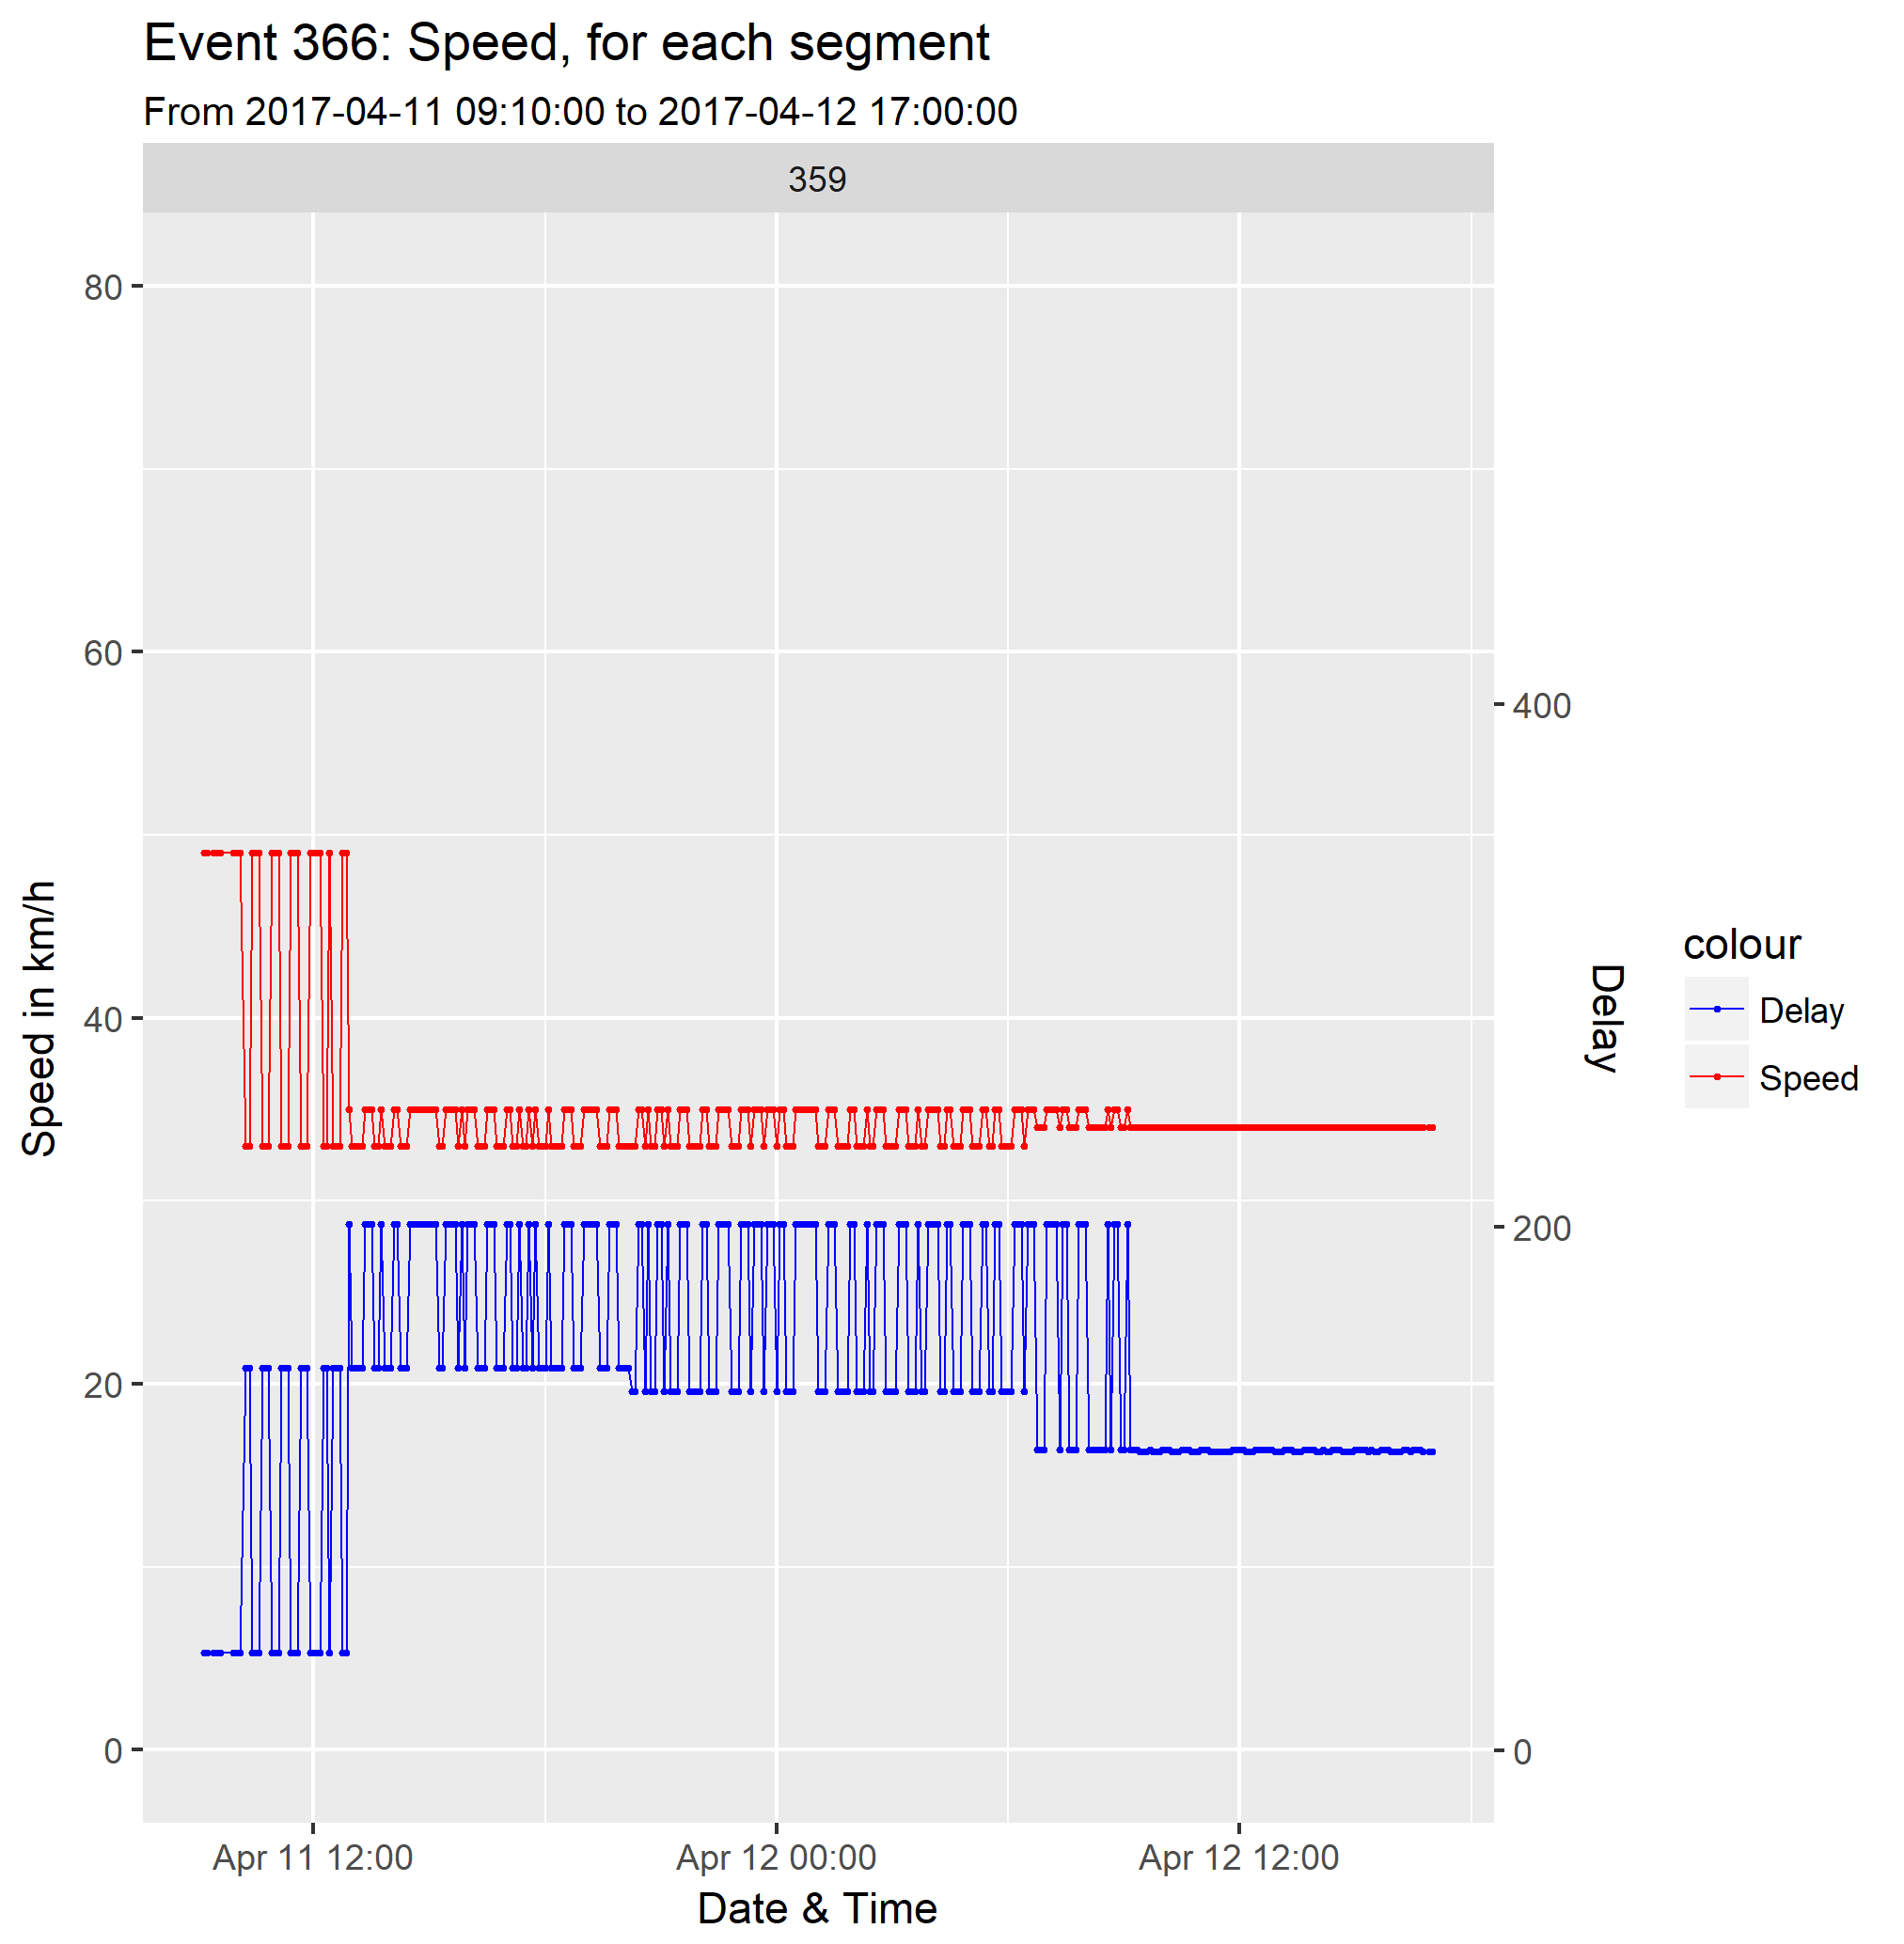 Event 366: Speed, for each segment
From 2017-04-11 09:10:00 to 2017-04-12 17:00:00
359
80
60
40
20
0
Speed in km/h
400
200
0
Delay
Apr 11 12:00
Apr 12 00:00
Apr 12 12:00
Date & Time
colour
Delay
Speed